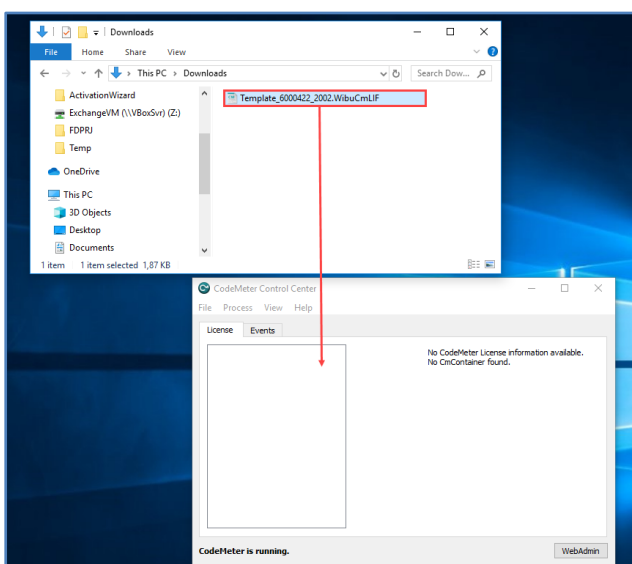 Downloads
File Home Share View
This PC > Downloads
Search Dow...
ActivationWizard
ExchangeVM (\\VBoxSvr) (Z:)
FDPRJ
Temp
OneDrive
This PC
3D Objects
Desktop
Documents
Template_6000422_2002.WibuCmLIF
1 item 1 item selected 1,87 KB
CodeMeter Control Center
File Process View Help
License Events
No CodeMeter License information available.
No CmContainer found.
CodeMeter is running.
WebAdmin